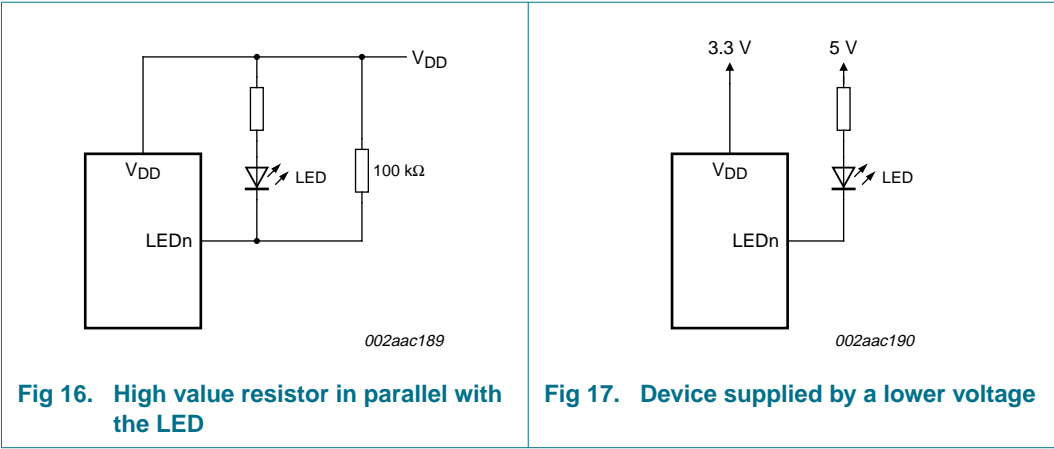 VDD
VDD
LED
100 kΩ
LEDn
002aac189
Fig 16. High value resistor in parallel with
the LED
3.3 V
5 V
VDD
LED
LEDn
002aac190
Fig 17. Device supplied by a lower voltage